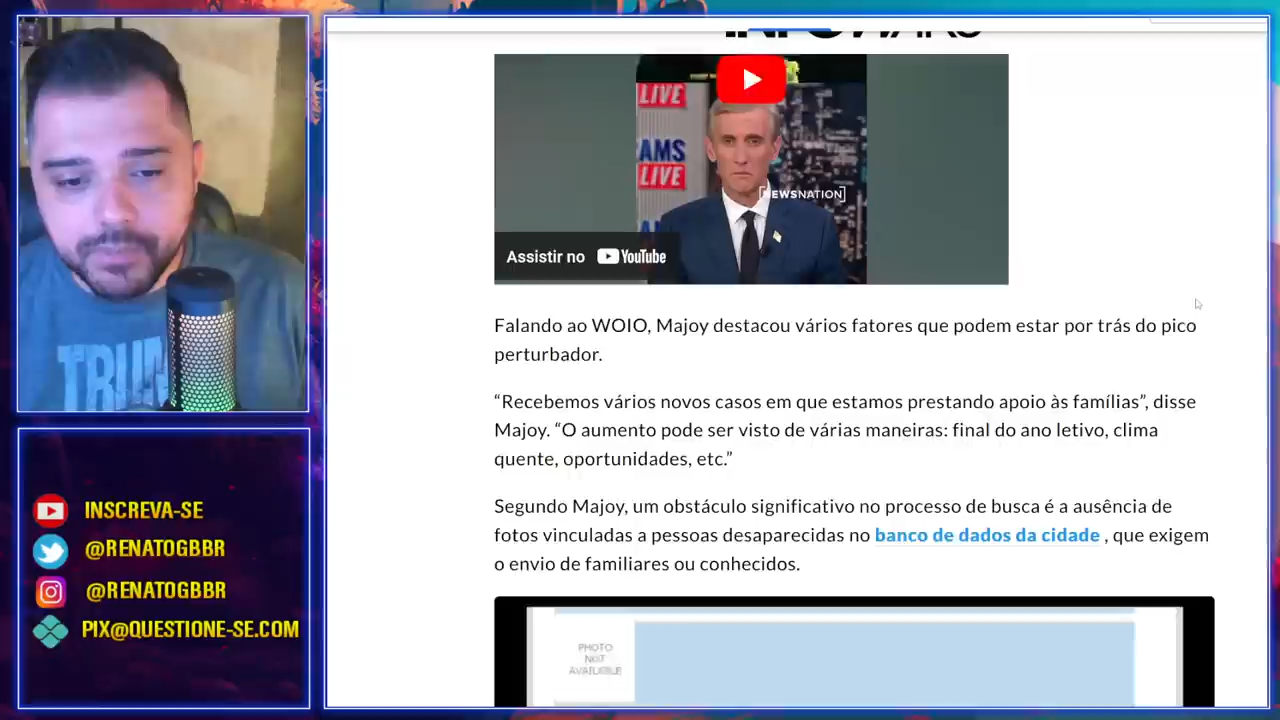 LIVE
AMS
LIVE
NEWSNATION
Assistir no YouTube
Falando ao WOIO, Majoy destacou vários fatores que podem estar por trás do pico
perturbador.
“Recebemos vários novos casos em que estamos prestando apoio às famílias”, disse
Majoy. “O aumento pode ser visto de várias maneiras: final do ano letivo, clima
quente, oportunidades, etc.”
Segundo Majoy, um obstáculo significativo no processo de busca é a ausência de
fotos vinculadas a pessoas desaparecidas no banco de dados da cidade , que exigem
o envio de familiares ou conhecidos.
PHOTO
NOT
AVAILABLE
INSCREVA-SE
@RENATOGBBR
@RENATOGBBR
PIX@QUESTIONE-SE.COM